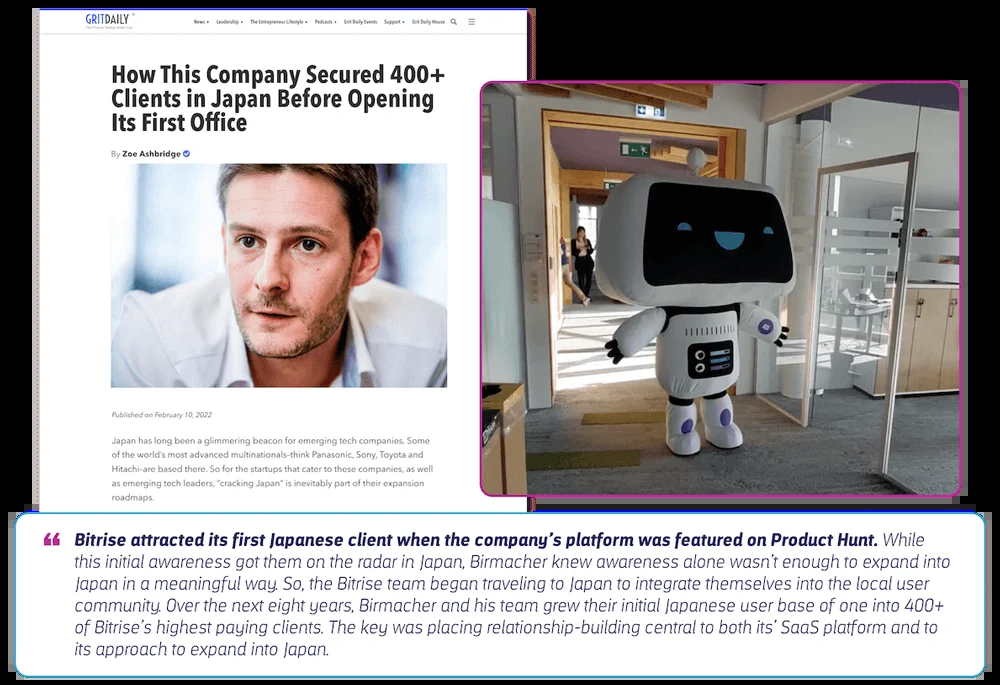 GRITDAILY
News
Leadership
The Entrepreneur Lifestyle
Podcasts
Grit Daily Events
Support
Grit Daily House
How This Company Secured 400+
Clients in Japan Before Opening
Its First Office
By Zoe Ashbridge
Published on February 10, 2022
Japan has long been a glimmering beacon for emerging tech companies. Some
of the world's most advanced multinationals-think Panasonic, Sony, Toyota and
Hitachi-are based there. So for the startups that cater to these companies, as well
as emerging tech leaders, "cracking Japan" is inevitably part of their expansion
roadmaps.
❝ Bitrise attracted its first Japanese client when the company's platform was featured on Product Hunt. While
this initial awareness got them on the radar in Japan, Birmacher knew awareness alone wasn't enough to expand into
Japan in a meaningful way. So, the Bitrise team began traveling to Japan to integrate themselves into the local user
community. Over the next eight years, Birmacher and his team grew their initial Japanese user base of one into 400+
of Bitrise's highest paying clients. The key was placing relationship-building central to both its' SaaS platform and to
its approach to expand into Japan.